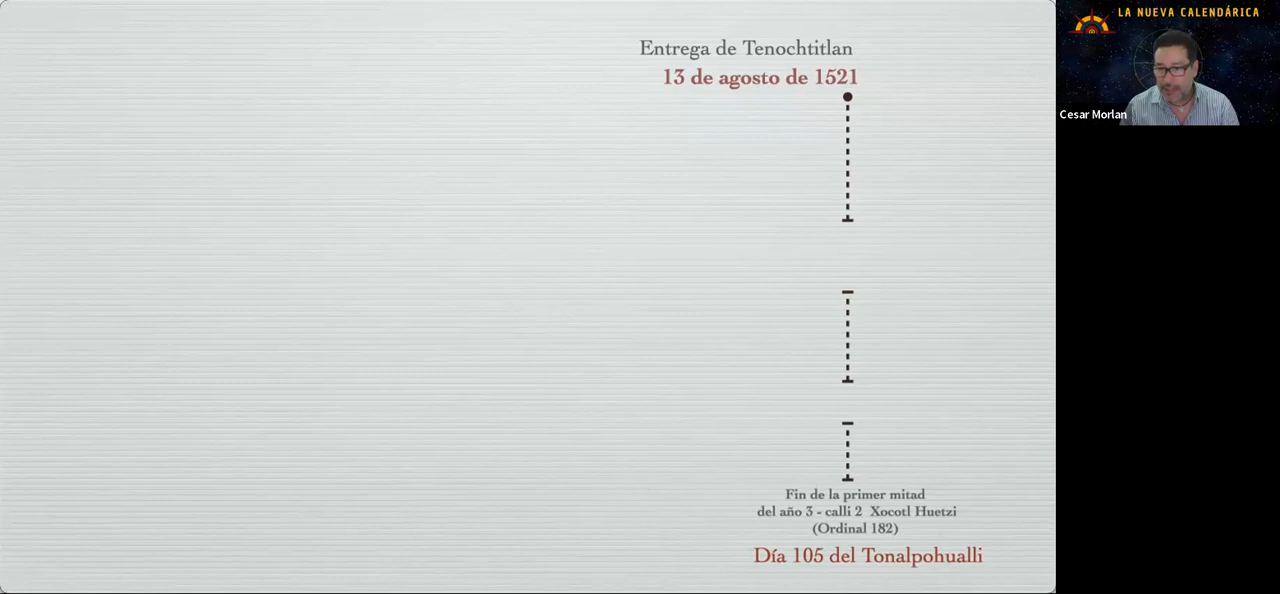 Entrega de Tenochtitlan
13 de agosto de 1521
Fin de la primer mitad
del año 3 - calli 2 Xocotl Huetzi
(Ordinal 182)
Día 105 del Tonalpohualli
LA NUEVA CALENDÁRICA
Cesar Morlan